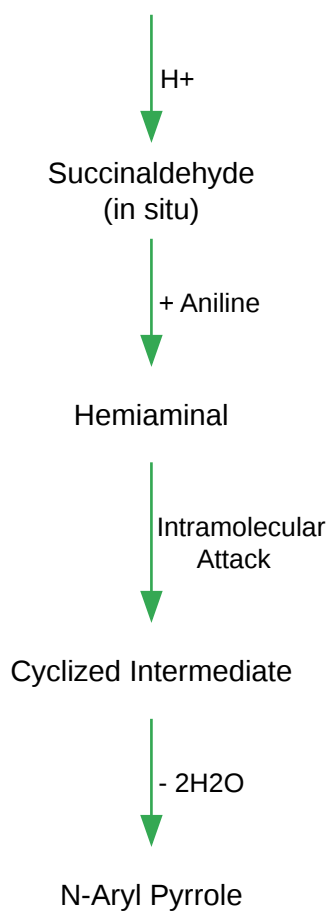 H+
Succinaldehyde
(in situ)
+ Aniline
Hemiaminal
Intramolecular
Attack
Cyclized Intermediate
- 2H2O
N-Aryl Pyrrole